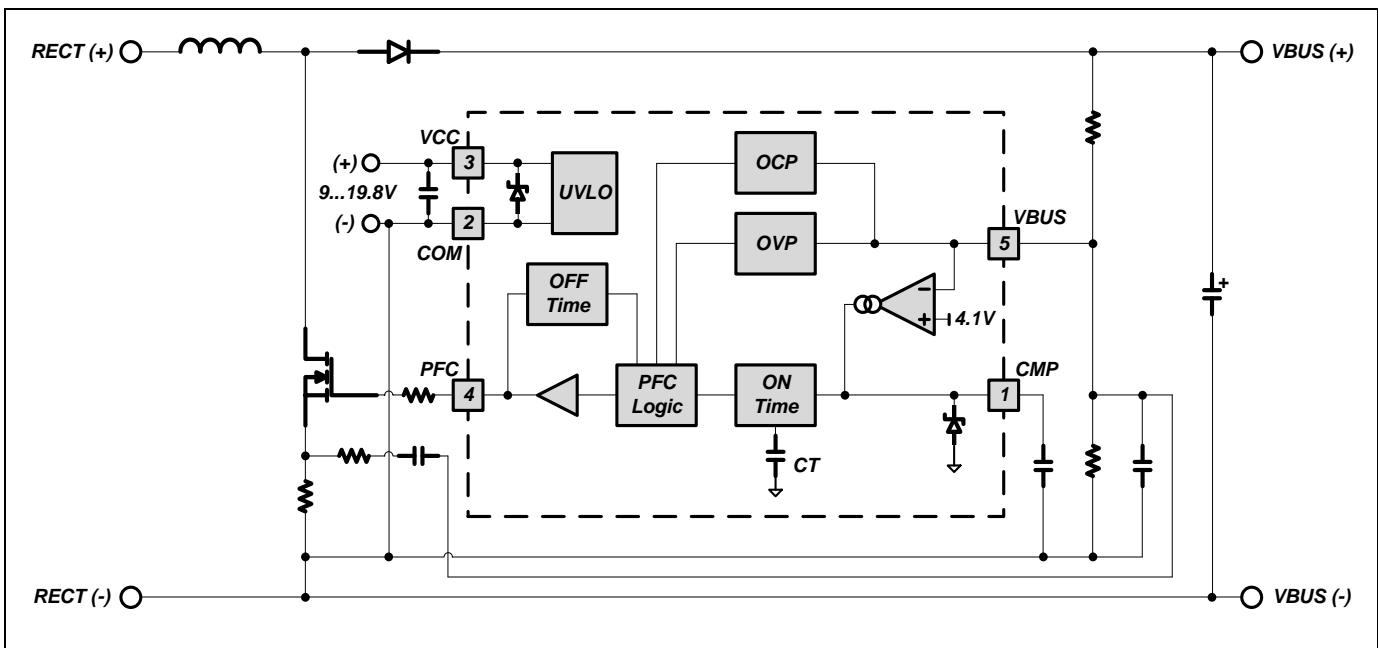 RECT (+)
VBUS (+)
VCC
(+)
3
9...19.8V
UVLO
(-)
2
COM
OCP
OVP
VBUS
5
OFF
Time
-
+
4.1V
PFC
4
PFC
Logic
ON
Time
CMP
1
CT
+
RECT (-)
VBUS (-)